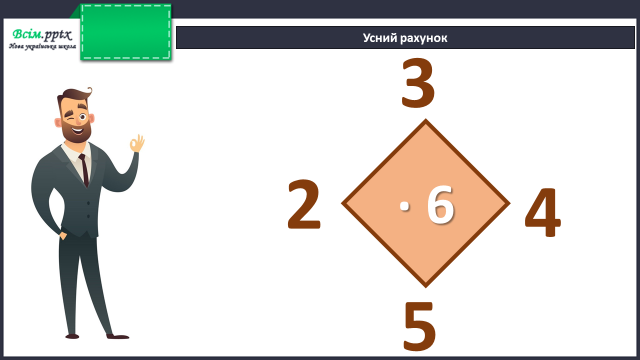 Всім.pptx
Нова українська школа
Усний рахунок
3
2
· 6
4
5